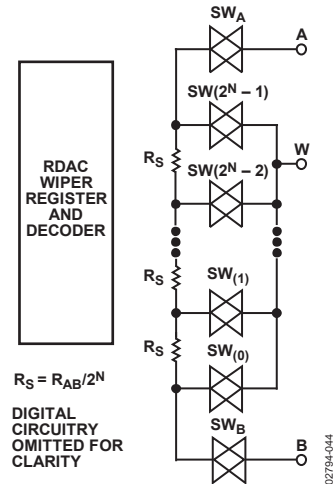 SWA
A
SW(2N – 1)
RDAC
WIPER
REGISTER
AND
DECODER
W
RS
SW(2N – 2)
RS
SW(1)
RS
SW(0)
RS = RAB/2N
DIGITAL
CIRCUITRY
OMITTED FOR
CLARITY
SWB
B
02794-044